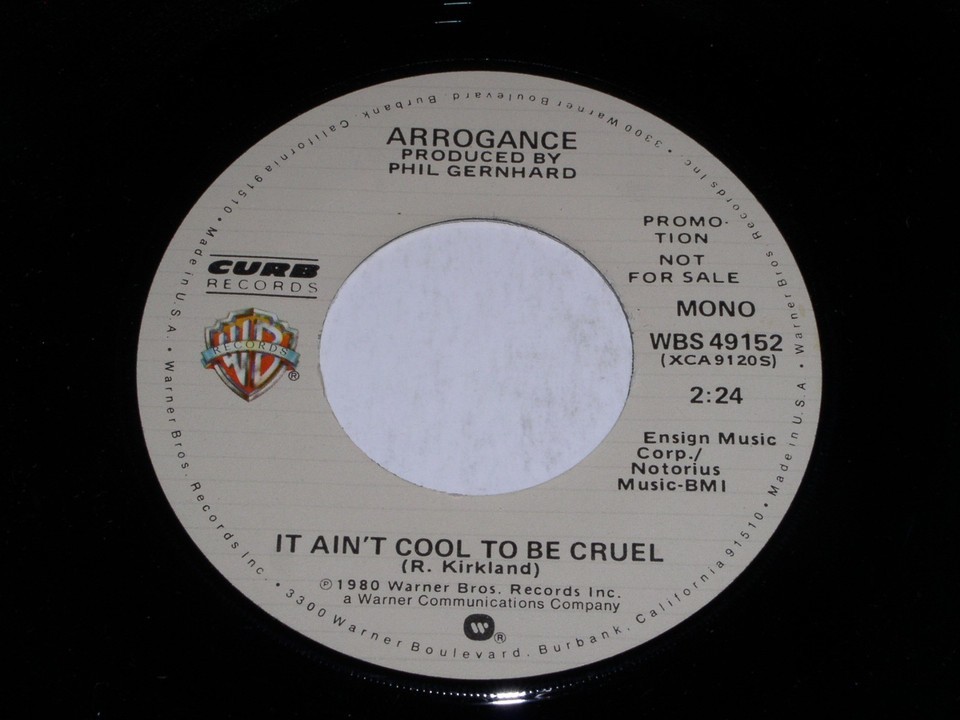 ARROGANCE
PRODUCED BY
PHIL GERNHARD
CURB
RECORDS
WB
RECORDS
®
PROMO-
TION
NOT
FOR SALE
MONO
WBS 49152
(XCA9120S)
2:24
Ensign Music
Corp./
Notorius
Music-BMI
IT AIN'T COOL TO BE CRUEL
(R. Kirkland)
℗1980 Warner Bros. Records Inc.
a Warner Communications Company
W®
Made in U.S.A. • Warner Bros. Records Inc. • 3300 Warner Boulevard. Burbank, California 91510 • Made in U.S.A. • Warner Bros Records Inc • 3300 Warner Boulevard. Burbank, California 91510 •